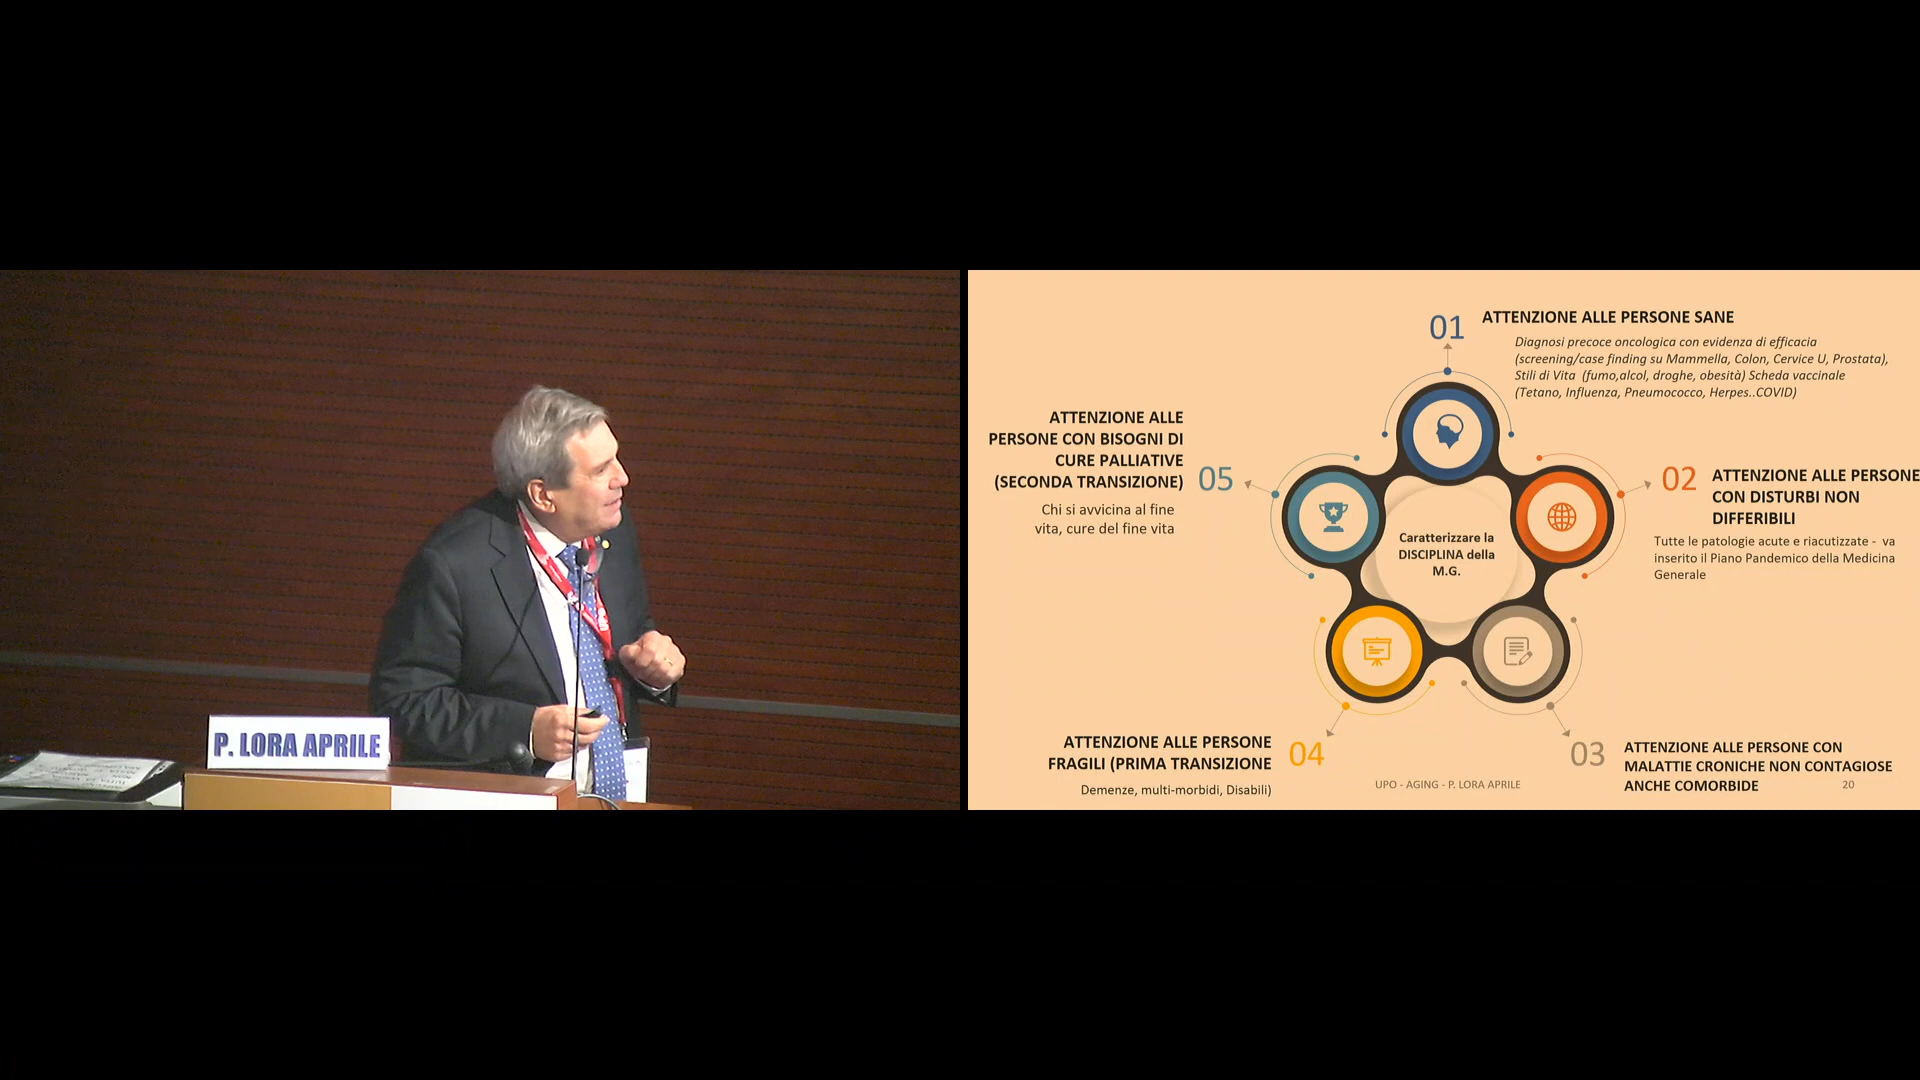 P. LORA APRILE
01
ATTENZIONE ALLE PERSONE SANE
Diagnosi precoce oncologica con evidenza di efficacia
(screening/case finding su Mammella, Colon, Cervice U, Prostata),
Stili di Vita (fumo,alcol, droghe, obesità) Scheda vaccinale
(Tetano, Influenza, Pneumococco, Herpes..COVID)
02
ATTENZIONE ALLE PERSONE
CON DISTURBI NON
DIFFERIBILI
Tutte le patologie acute e riacutizzate - va
inserito il Piano Pandemico della Medicina
Generale
03
ATTENZIONE ALLE PERSONE CON
MALATTIE CRONICHE NON CONTAGIOSE
ANCHE COMORBIDE
04
ATTENZIONE ALLE PERSONE
FRAGILI (PRIMA TRANSIZIONE
Demenze, multi-morbidi, Disabili)
05
ATTENZIONE ALLE
PERSONE CON BISOGNI DI
CURE PALLIATIVE
(SECONDA TRANSIZIONE)
Chi si avvicina al fine
vita, cure del fine vita
Caratterizzare la
DISCIPLINA della
M.G.
UPO - AGING - P. LORA APRILE
20